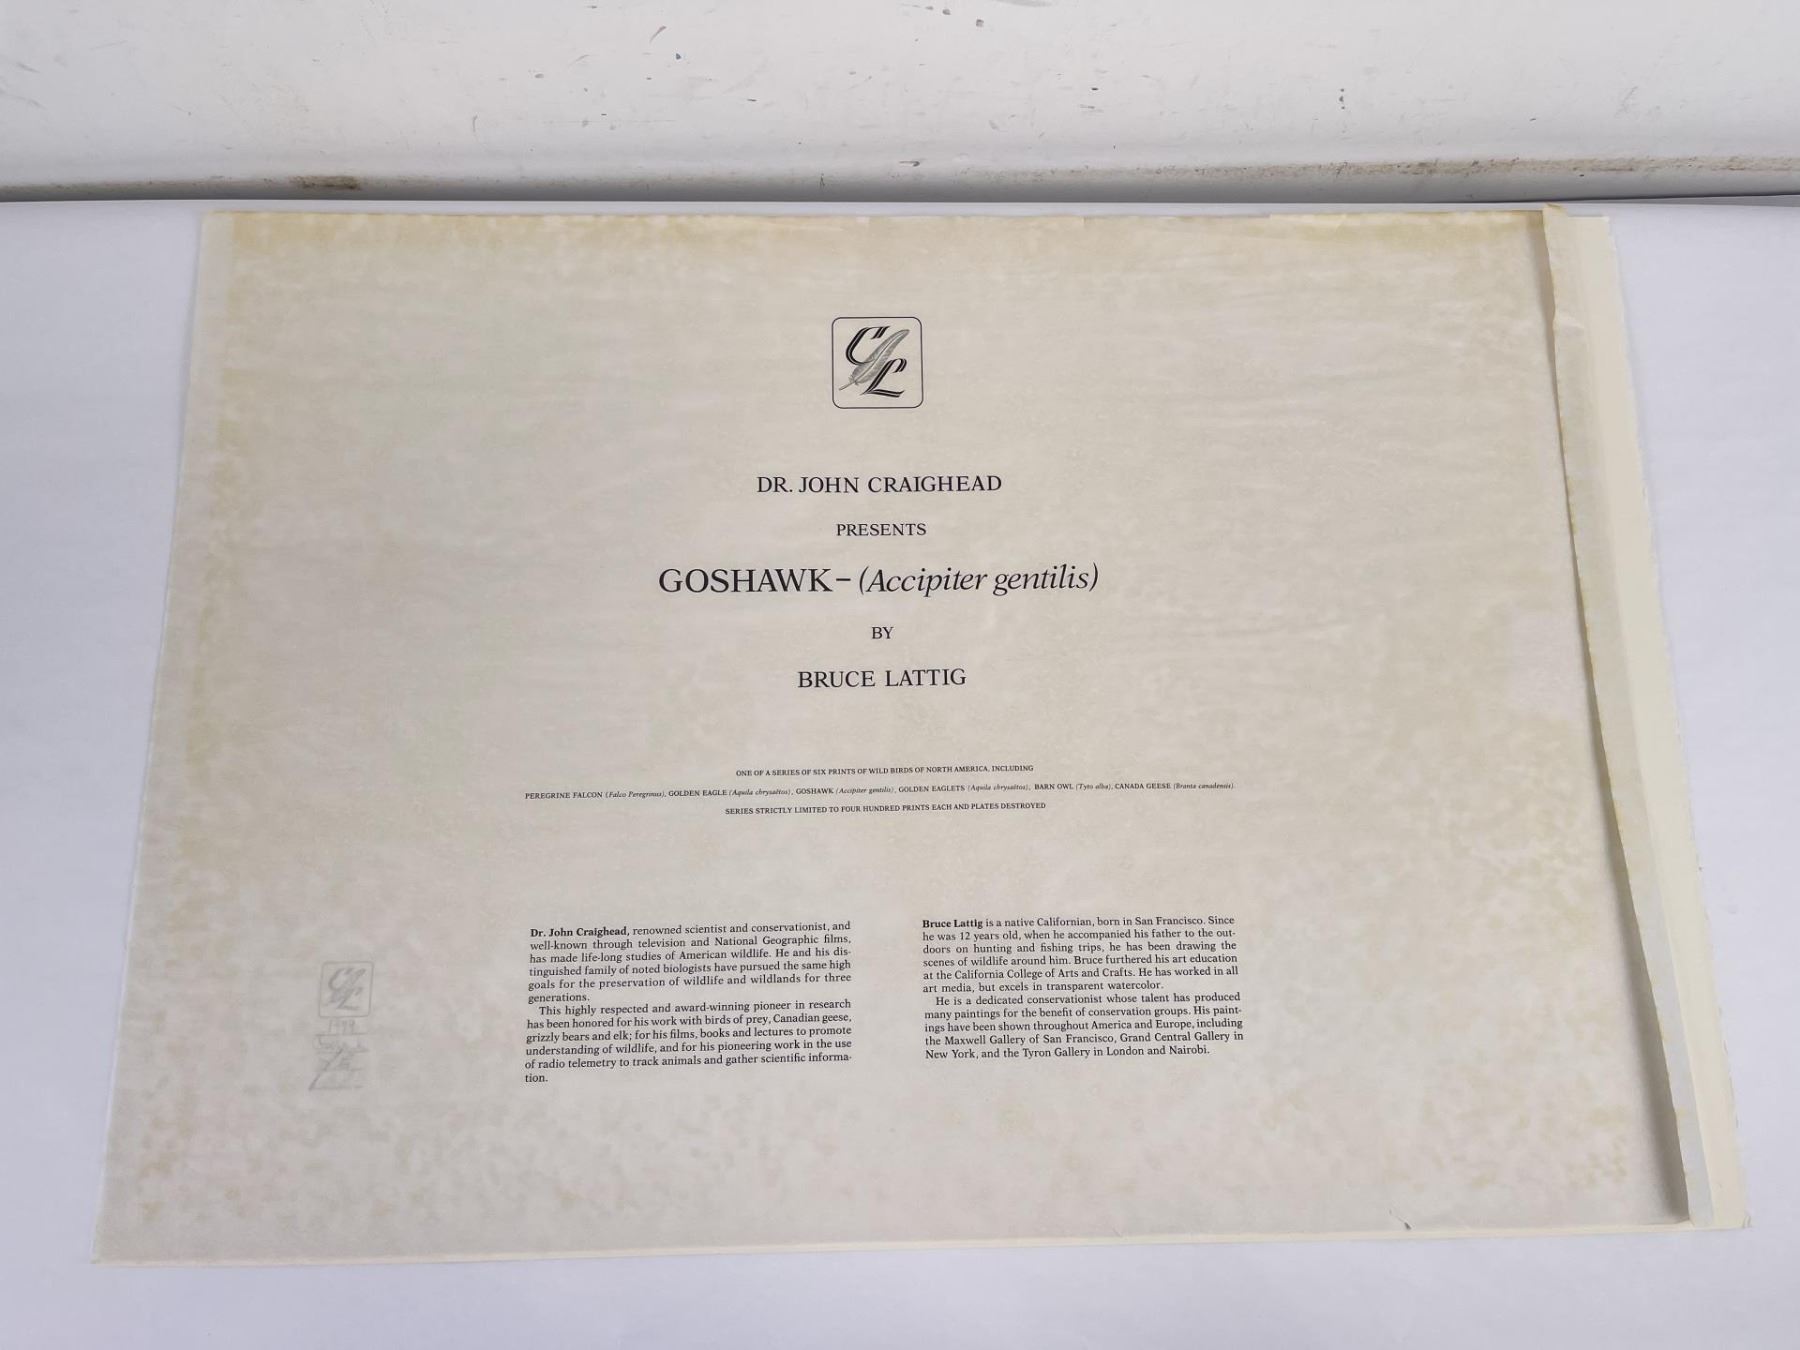 CL
DR. JOHN CRAIGHEAD
PRESENTS
GOSHAWK – (Accipiter gentilis)
BY
BRUCE LATTIG
ONE OF A SERIES OF SIX PRINTS OF WILD BIRDS OF NORTH AMERICA, INCLUDING
PEREGRINE FALCON (Falco Peregrinus), GOLDEN EAGLE (Aquila chrysaëtos), GOSHAWK (Accipiter gentilis), GOLDEN EAGLETS (Aquila chrysaëtos), BARN OWL (Tyto alba), CANADA GEESE (Branta canadensis).
SERIES STRICTLY LIMITED TO FOUR HUNDRED PRINTS EACH AND PLATES DESTROYED
Dr. John Craighead, renowned scientist and conservationist, and
well-known through television and National Geographic films,
has made life-long studies of American wildlife. He and his dis-
tinguished family of noted biologists have pursued the same high
goals for the preservation of wildlife and wildlands for three
generations.
This highly respected and award-winning pioneer in research
has been honored for his work with birds of prey, Canadian geese,
grizzly bears and elk; for his films, books and lectures to promote
understanding of wildlife, and for his pioneering work in the use
of radio telemetry to track animals and gather scientific informa-
tion.
Bruce Lattig is a native Californian, born in San Francisco. Since
he was 12 years old, when he accompanied his father to the out-
doors on hunting and fishing trips, he has been drawing the
scenes of wildlife around him. Bruce furthered his art education
at the California College of Arts and Crafts. He has worked in all
art media, but excels in transparent watercolor.
He is a dedicated conservationist whose talent has produced
many paintings for the benefit of conservation groups. His paint-
ings have been shown throughout America and Europe, including
the Maxwell Gallery of San Francisco, Grand Central Gallery in
New York, and the Tyron Gallery in London and Nairobi.
CL